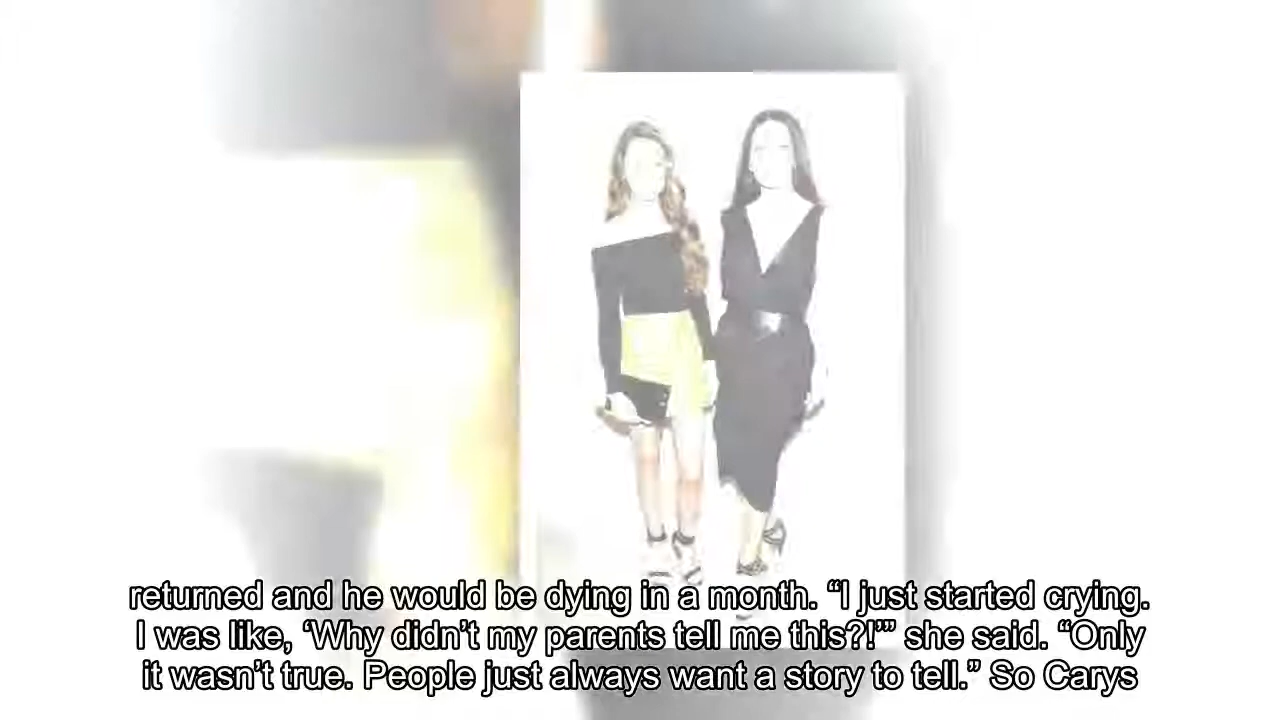 returned and he would be dying in a month. “I just started crying.
I was like, ‘Why didn’t my parents tell me this?!’” she said. “Only
it wasn’t true. People just always want a story to tell.” So Carys